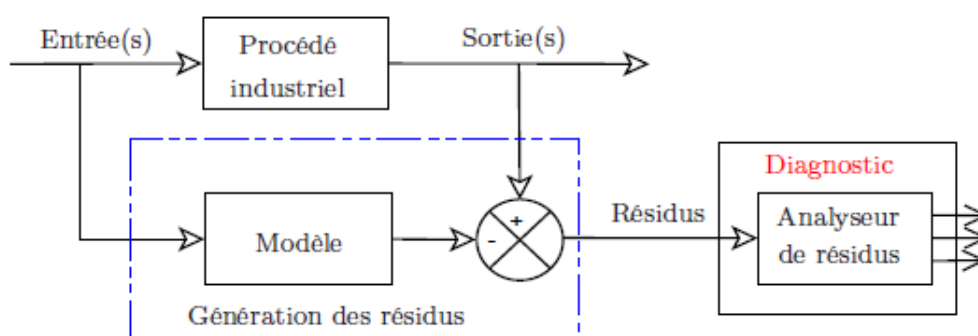 Entrée(s)
Procédé
industriel
Sortie(s)
Diagnostic
+
-
Modèle
Résidus
Analyseur
de résidus
Génération des résidus